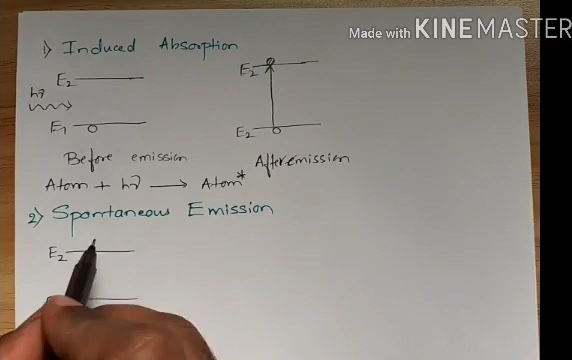 Made with KINEMASTER
1) Induced Absorption
E2
E2
hν
E1
E2
Before emission
After emission
Atom + hν → Atom*
2) Spontaneous Emission
E2